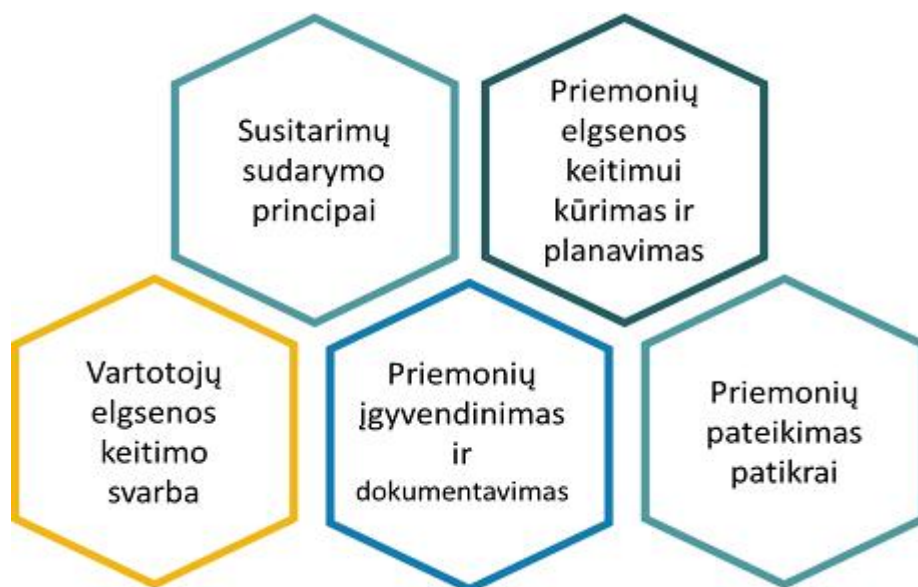 Susitarimų
sudarymo
principai
Priemonių
elgsenos
keitimui
kūrimas ir
planavimas
Vartotojų
elgsenos
keitimo
svarba
Priemonių
įgyvendinimas
ir
dokumentavimas
Priemonių
pateikimas
patikrai